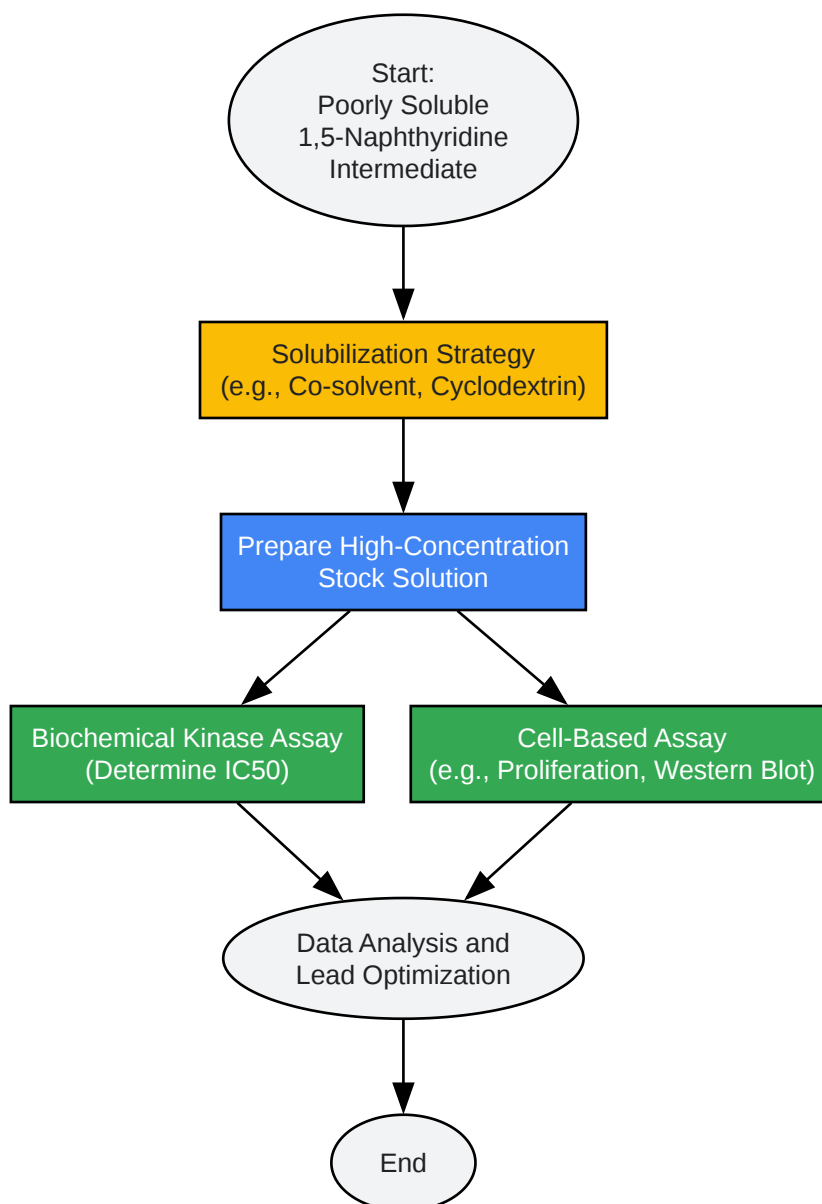 Start:
Poorly Soluble
1,5-Naphthyridine
Intermediate
Solubilization Strategy
(e.g., Co-solvent, Cyclodextrin)
Prepare High-Concentration
Stock Solution
Biochemical Kinase Assay
(Determine IC50)
Cell-Based Assay
(e.g., Proliferation, Western Blot)
Data Analysis and
Lead Optimization
End